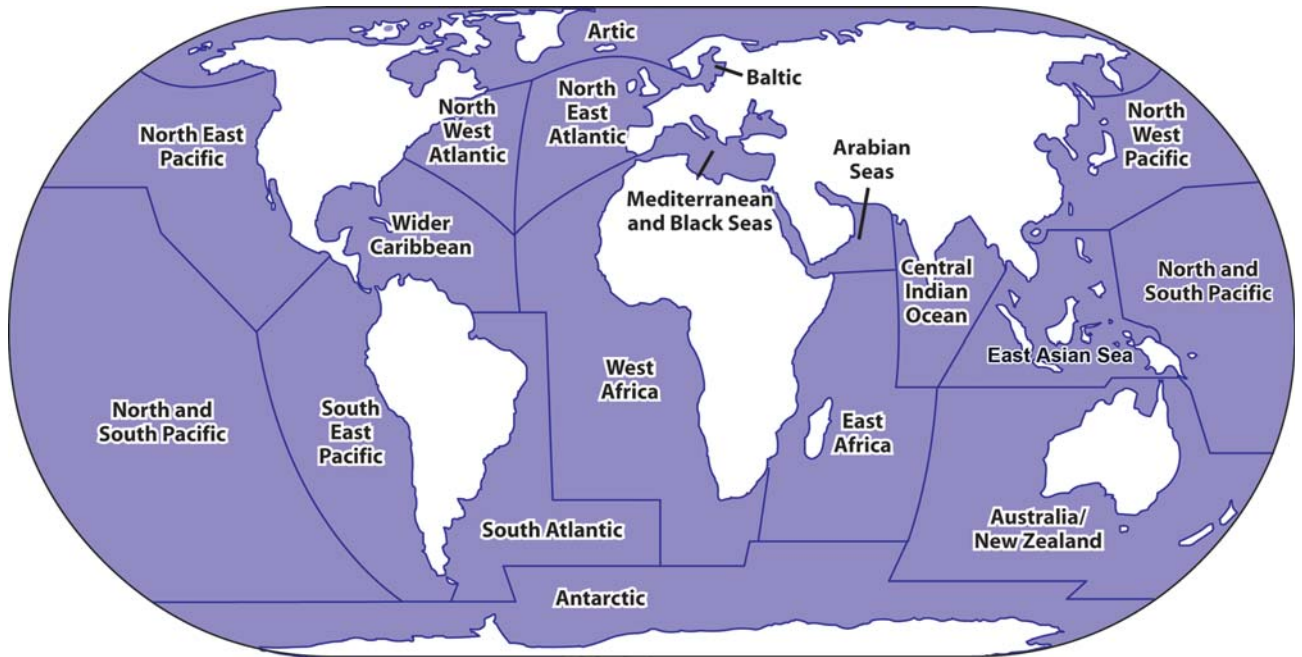 Artic
Baltic
North East
Pacific
North
West
Atlantic
North
East
Atlantic
North
West
Pacific
Arabian
Seas
Mediterranean
and Black Seas
Wider
Caribbean
Central
Indian
Ocean
North and
South Pacific
East Asian Sea
West
Africa
North and
South Pacific
South
East
Pacific
East
Africa
South Atlantic
Australia/
New Zealand
Antarctic